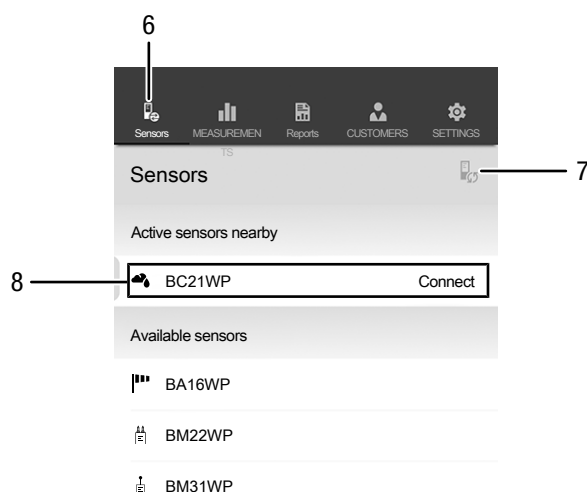 6
Sensors MEASUREMEN Reports CUSTOMERS SETTINGS
TS
Sensors
7
Active sensors nearby
8
BC21WP Connect
Available sensors
BA16WP
BM22WP
BM31WP